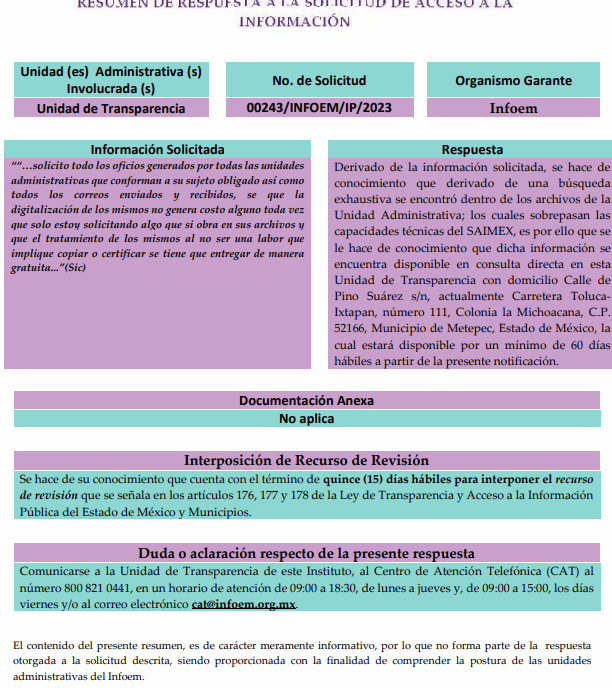 RESUMEN DE RESPUESTA A LA SOLICITUD DE ACCESO A LA
INFORMACIÓN
Unidad (es) Administrativa (s)
Involucrada (s)
Unidad de Transparencia
No. de Solicitud
00243/INFOEM/IP/2023
Organismo Garante
Infoem
Información Solicitada
““…solicito todo los oficios generados por todas las unidades
administrativas que conforman a su sujeto obligado así como
todos los correos enviados y recibidos, se que la
digitalización de los mismos no genera costo alguno toda vez
que solo estoy solicitando algo que si obra en sus archivos y
que el tratamiento de los mismos al no ser una labor que
implique copiar o certificar se tiene que entregar de manera
gratuita...”(Sic)
Respuesta
Derivado de la información solicitada, se hace de
conocimiento que derivado de una búsqueda
exhaustiva se encontró dentro de los archivos de la
Unidad Administrativa; los cuales sobrepasan las
capacidades técnicas del SAIMEX, es por ello que se
le hace de conocimiento que dicha información se
encuentra disponible en consulta directa en esta
Unidad de Transparencia con domicilio Calle de
Pino Suárez s/n, actualmente Carretera Toluca-
Ixtapan, número 111, Colonia la Michoacana, C.P.
52166, Municipio de Metepec, Estado de México, la
cual estará disponible por un mínimo de 60 días
hábiles a partir de la presente notificación.
Documentación Anexa
No aplica
Interposición de Recurso de Revisión
Se hace de su conocimiento que cuenta con el término de quince (15) días hábiles para interponer el recurso
de revisión que se señala en los artículos 176, 177 y 178 de la Ley de Transparencia y Acceso a la Información
Pública del Estado de México y Municipios.
Duda o aclaración respecto de la presente respuesta
Comunicarse a la Unidad de Transparencia de este Instituto, al Centro de Atención Telefónica (CAT) al
número 800 821 0441, en un horario de atención de 09:00 a 18:30, de lunes a jueves y, de 09:00 a 15:00, los días
viernes y/o al correo electrónico cat@infoem.org.mx.
El contenido del presente resumen, es de carácter meramente informativo, por lo que no forma parte de la respuesta
otorgada a la solicitud descrita, siendo proporcionada con la finalidad de comprender la postura de las unidades
administrativas del Infoem.